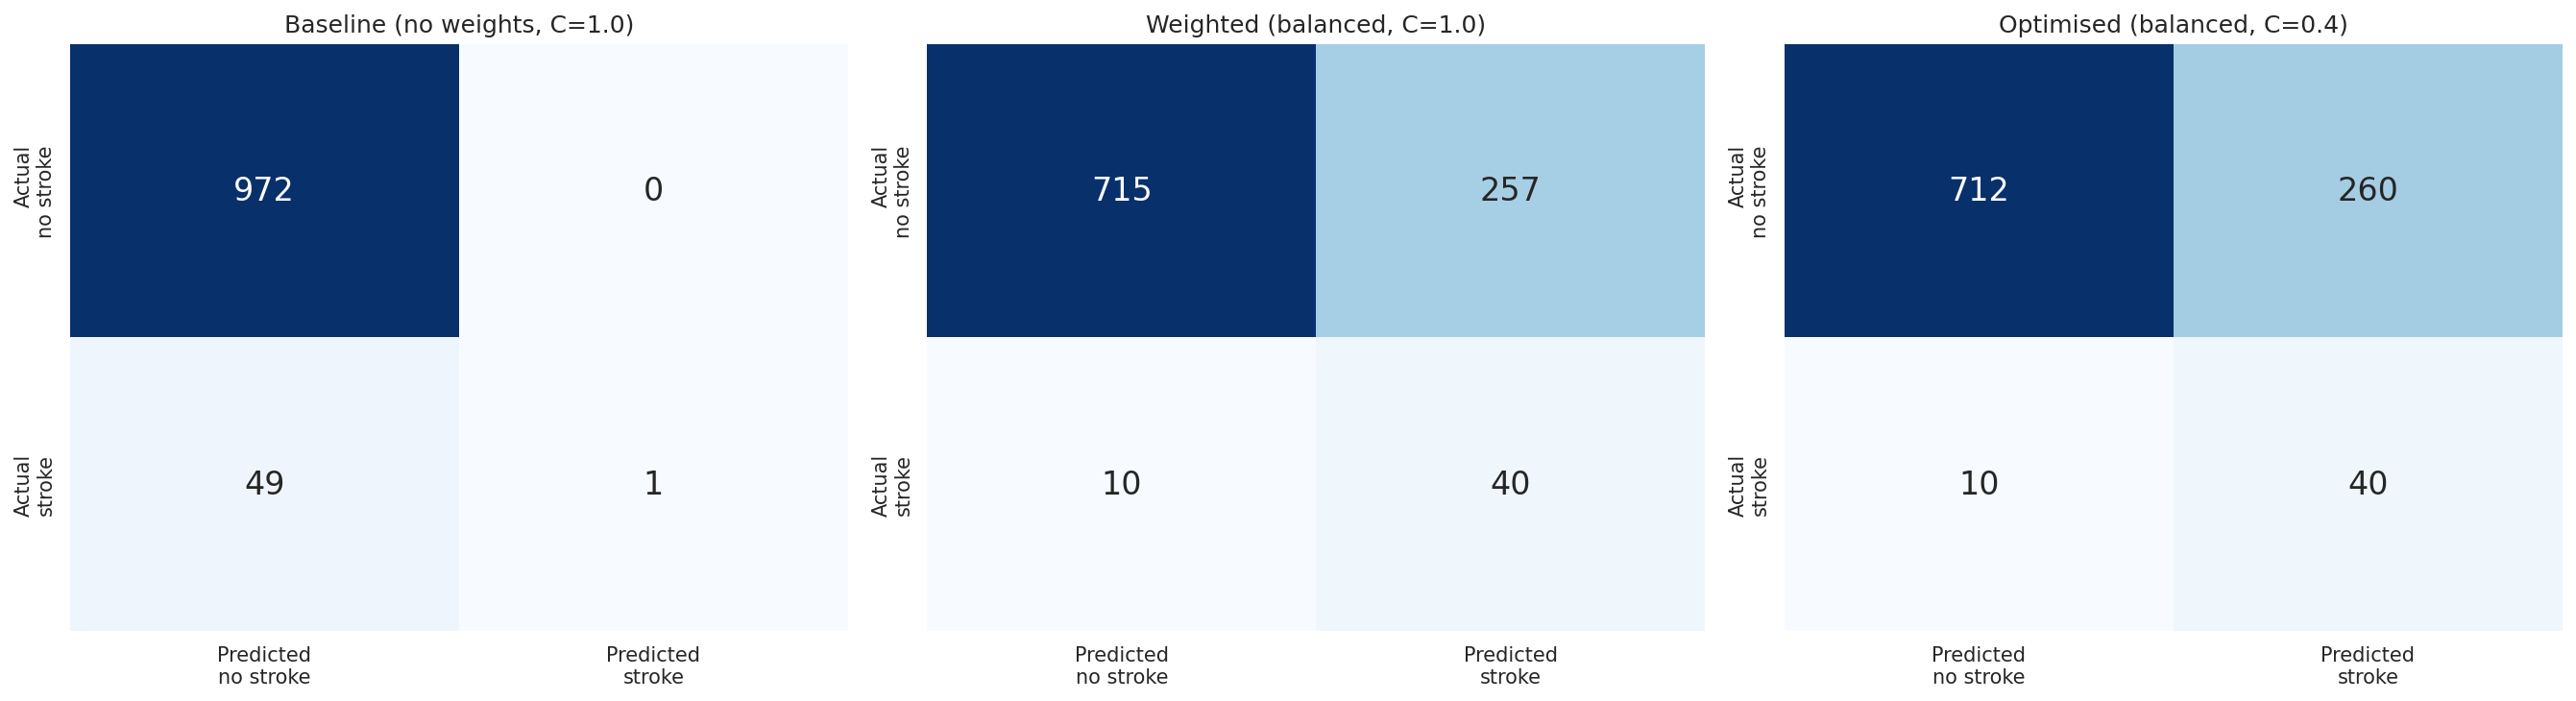 Baseline (no weights, C=1.0)
Actual
no stroke
972
0
Actual
stroke
49
1
Predicted
no stroke
Predicted
stroke
Weighted (balanced, C=1.0)
Actual
no stroke
715
257
Actual
stroke
10
40
Predicted
no stroke
Predicted
stroke
Optimised (balanced, C=0.4)
Actual
no stroke
712
260
Actual
stroke
10
40
Predicted
no stroke
Predicted
stroke